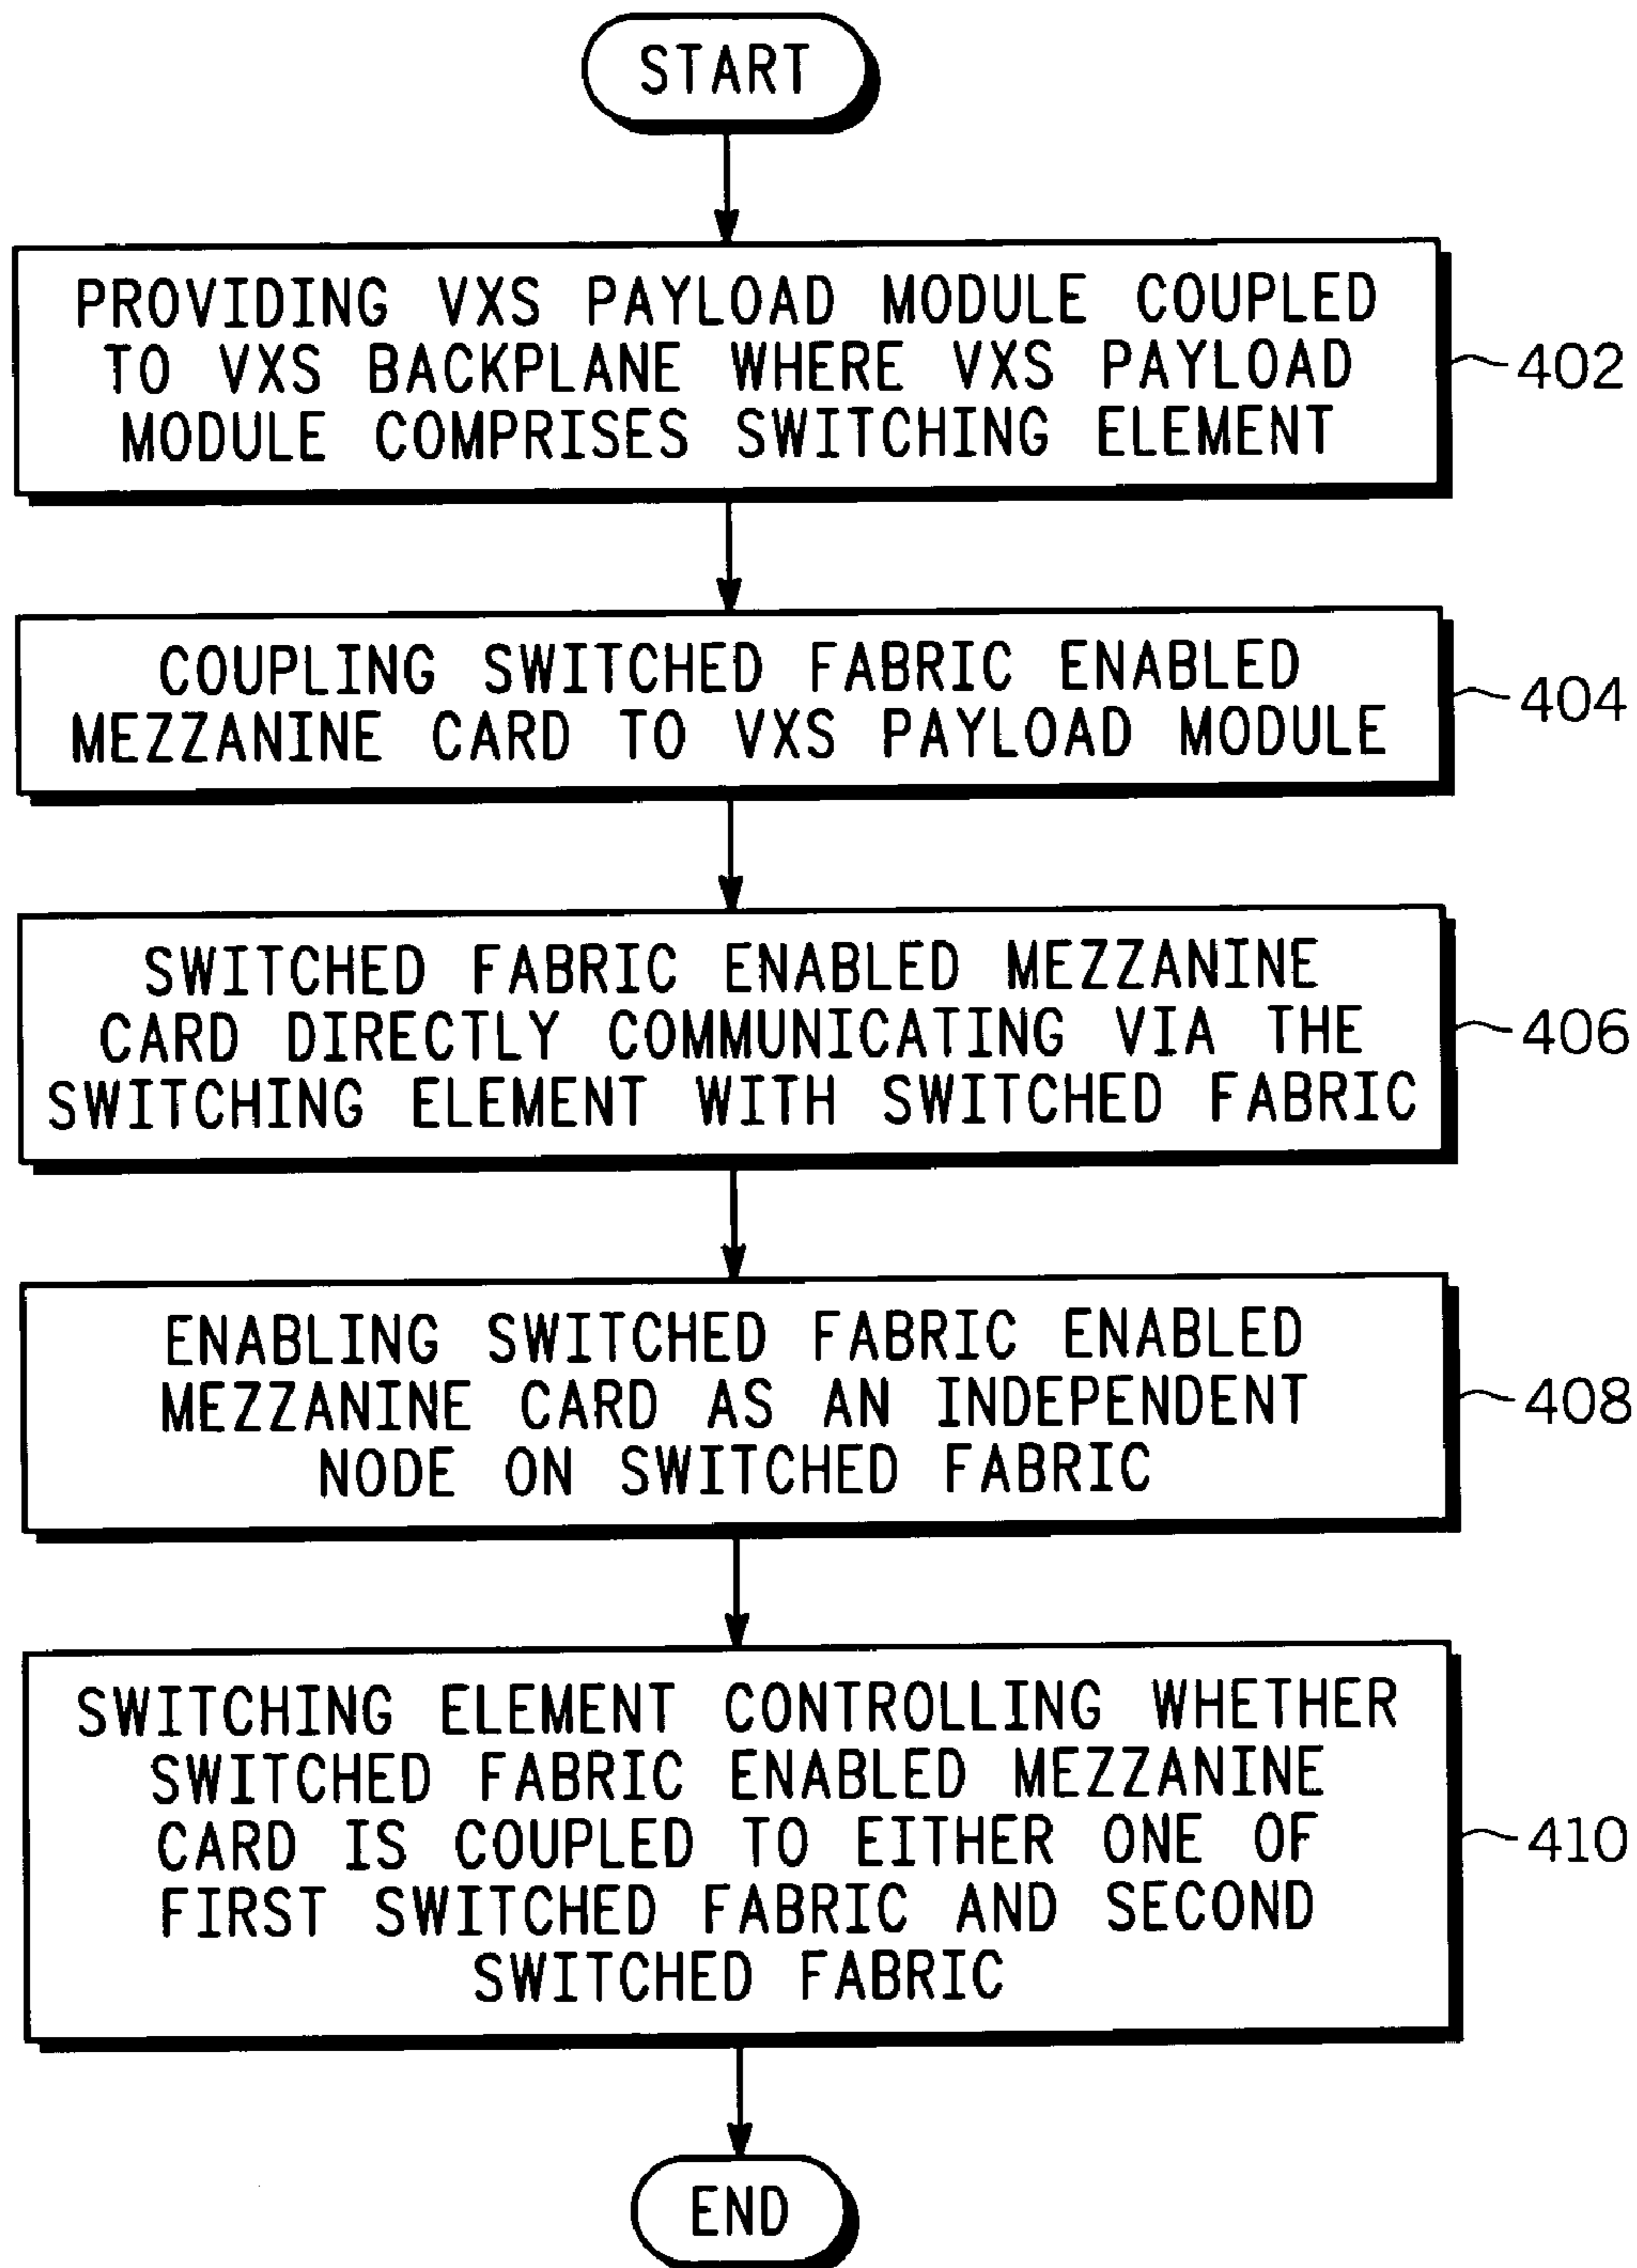 START
PROVIDING VXS PAYLOAD MODULE COUPLED
TO VXS BACKPLANE WHERE VXS PAYLOAD
MODULE COMPRISES SWITCHING ELEMENT
402
COUPLING SWITCHED FABRIC ENABLED
MEZZANINE CARD TO VXS PAYLOAD MODULE
404
SWITCHED FABRIC ENABLED MEZZANINE
CARD DIRECTLY COMMUNICATING VIA THE
SWITCHING ELEMENT WITH SWITCHED FABRIC
406
ENABLING SWITCHED FABRIC ENABLED
MEZZANINE CARD AS AN INDEPENDENT
NODE ON SWITCHED FABRIC
408
SWITCHING ELEMENT CONTROLLING WHETHER
SWITCHED FABRIC ENABLED MEZZANINE
CARD IS COUPLED TO EITHER ONE OF
FIRST SWITCHED FABRIC AND SECOND
SWITCHED FABRIC
410
END